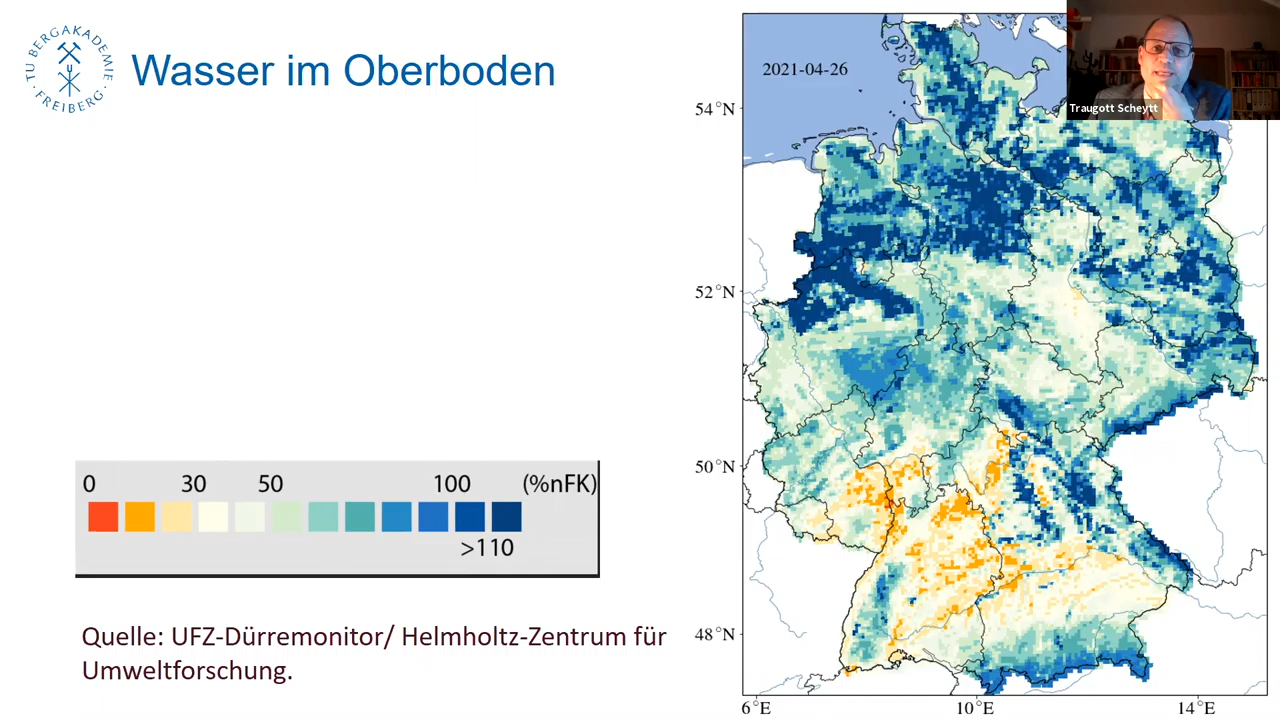 TU BERGAKADEMIE
FREIBERG
Wasser im Oberboden
2021-04-26
Traugott Scheytt
54°N
52°N
50°N
48°N
6°E
10°E
14°E
0
30
50
100
(%nFK)
>110
Quelle: UFZ-Dürremonitor/ Helmholtz-Zentrum für
Umweltforschung.